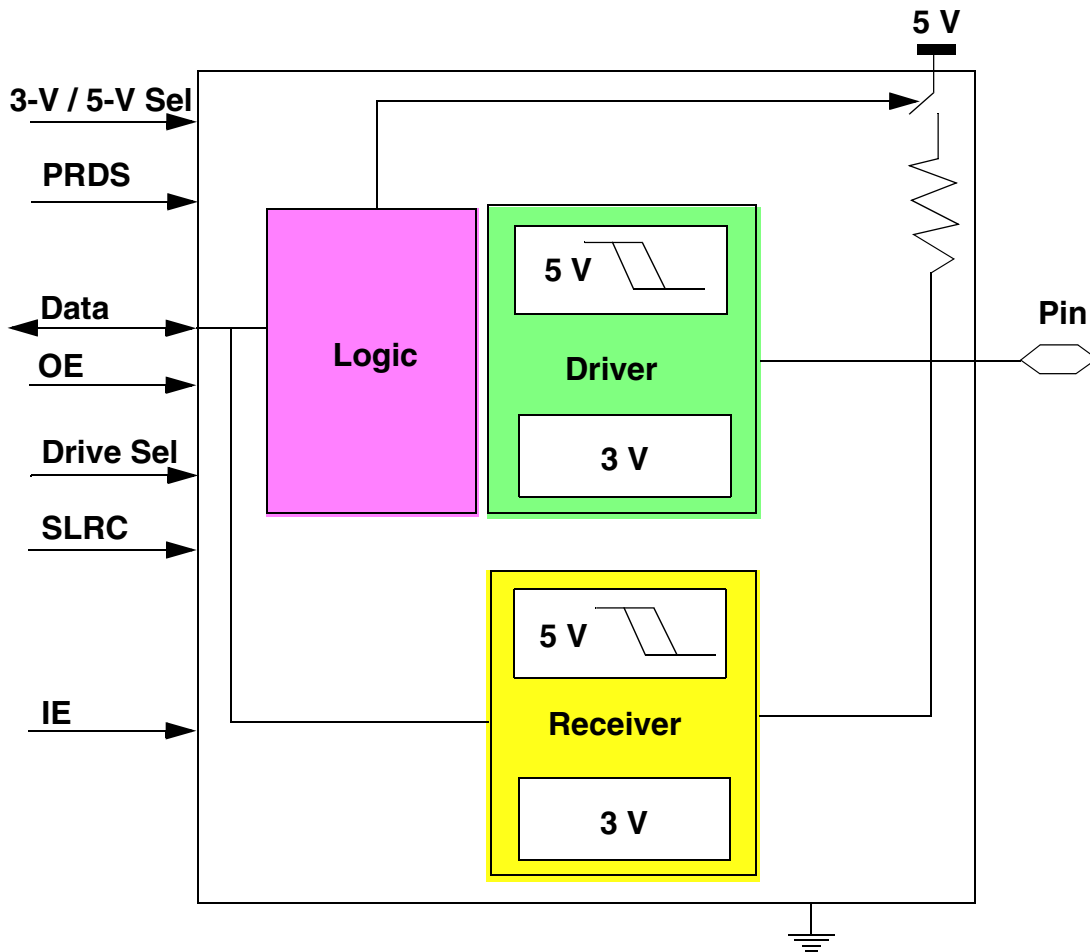 5 V
3-V / 5-V Sel
PRDS
Data
OE
Drive Sel
SLRC
IE
Logic
5 V
Driver
3 V
Pin
5 V
Receiver
3 V